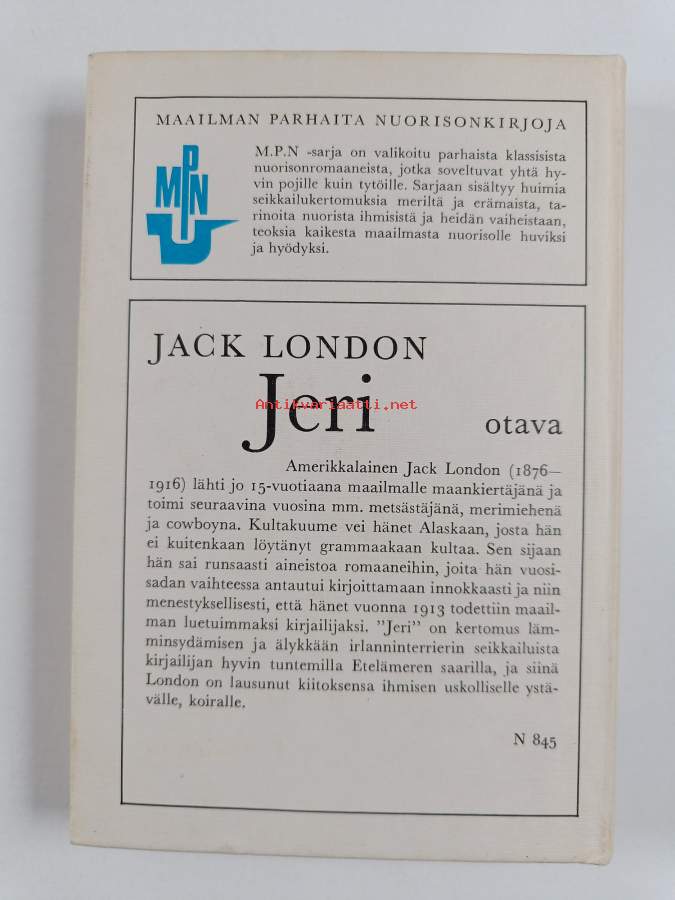 MAAILMAN PARHAITA NUORISONKIRJOJA
MPN
M.P.N -sarja on valikoitu parhaista klassisista
nuorisonromaaneista, jotka soveltuvat yhtä hy-
vin pojille kuin tytöille. Sarjaan sisältyy huimia
seikkailukertomuksia meriltä ja erämaista, ta-
rinoita nuorista ihmisistä ja heidän vaiheistaan,
teoksia kaikesta maailmasta nuorisolle huviksi
ja hyödyksi.
JACK LONDON
Jeri
Antikvariaatti.net
otava
Amerikkalainen Jack London (1876—
1916) lähti jo 15-vuotiaana maailmalle maankiertäjänä ja
toimi seuraavina vuosina mm. metsästäjänä, merimiehenä
ja cowboyna. Kultakuume vei hänet Alaskaan, josta hän
ei kuitenkaan löytänyt grammaakaan kultaa. Sen sijaan
hän sai runsaasti aineistoa romaaneihin, joita hän vuosi-
sadan vaihteessa antautui kirjoittamaan innokkaasti ja niin
menestyksellisesti, että hänet vuonna 1913 todettiin maail-
man luetuimmaksi kirjailijaksi. ”Jeri” on kertomus läm-
minsydämisen ja älykkään irlanninterrierin seikkailuista
kirjailijan hyvin tuntemilla Etelämeren saarilla, ja siinä
London on lausunut kiitoksensa ihmisen uskolliselle ystä-
välle, koiralle.
N 845